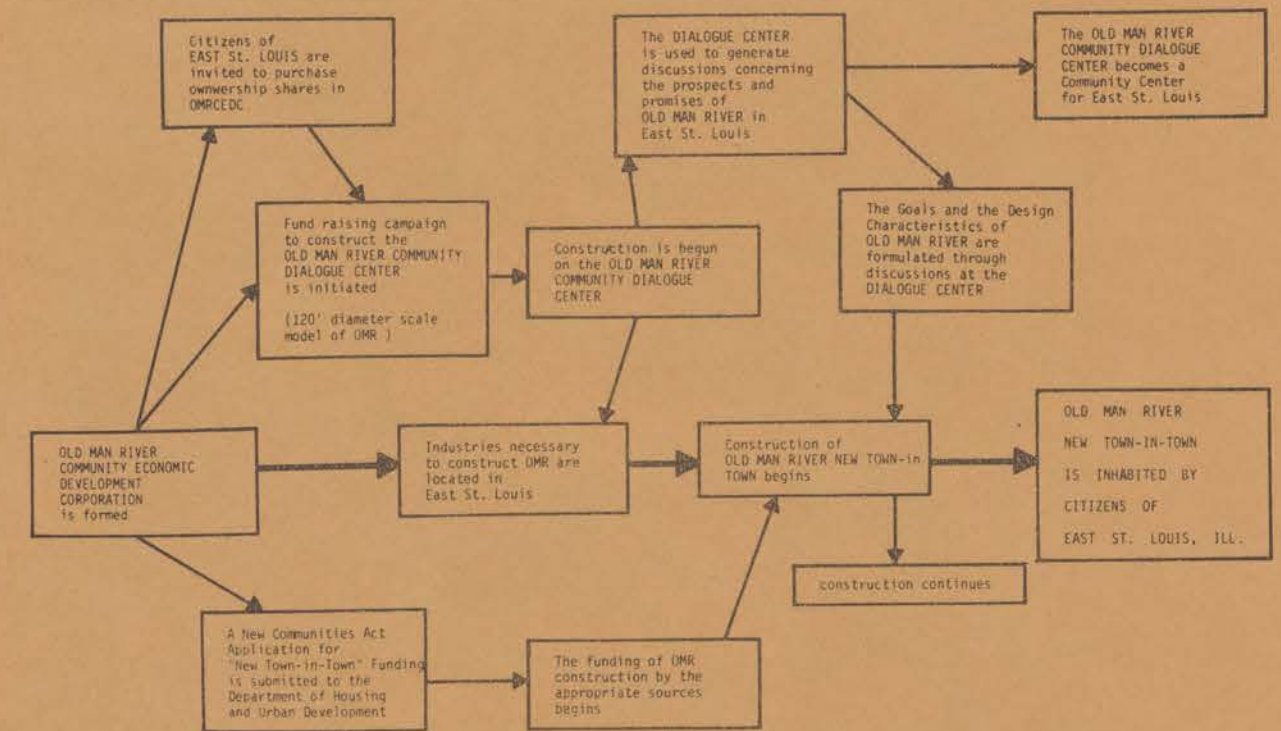 Citizens of
EAST St. LOUIS are
invited to purchase
ownwership shares in
OMRCEDC
The DIALOGUE CENTER
is used to generate
discussions concerning
the prospects and
promises of
OLD MAN RIVER in
East St. Louis
The OLD MAN RIVER
COMMUNITY DIALOGUE
CENTER becomes a
Community Center
for East St. Louis
Fund raising campaign
to construct the
OLD MAN RIVER COMMUNITY
DIALOGUE CENTER
is initiated
(120' diameter scale
model of OMR )
Construction is begun
on the OLD MAN RIVER
COMMUNITY DIALOGUE
CENTER
The Goals and the Design
Characteristics of
OLD MAN RIVER are
formulated through
discussions at the
DIALOGUE CENTER
OLD MAN RIVER
COMMUNITY ECONOMIC
DEVELOPMENT
CORPORATION
is formed
Industries necessary
to construct OMR are
located in
East St. Louis
Construction of
OLD MAN RIVER NEW TOWN-in
TOWN begins
OLD MAN RIVER
NEW TOWN-IN-TOWN
IS INHABITED BY
CITIZENS OF
EAST ST. LOUIS, ILL.
construction continues
A New Communities Act
Application for
"New Town-in-Town" Funding
is submitted to the
Department of Housing
and Urban Development
The funding of OMR
construction by the
appropriate sources
begins